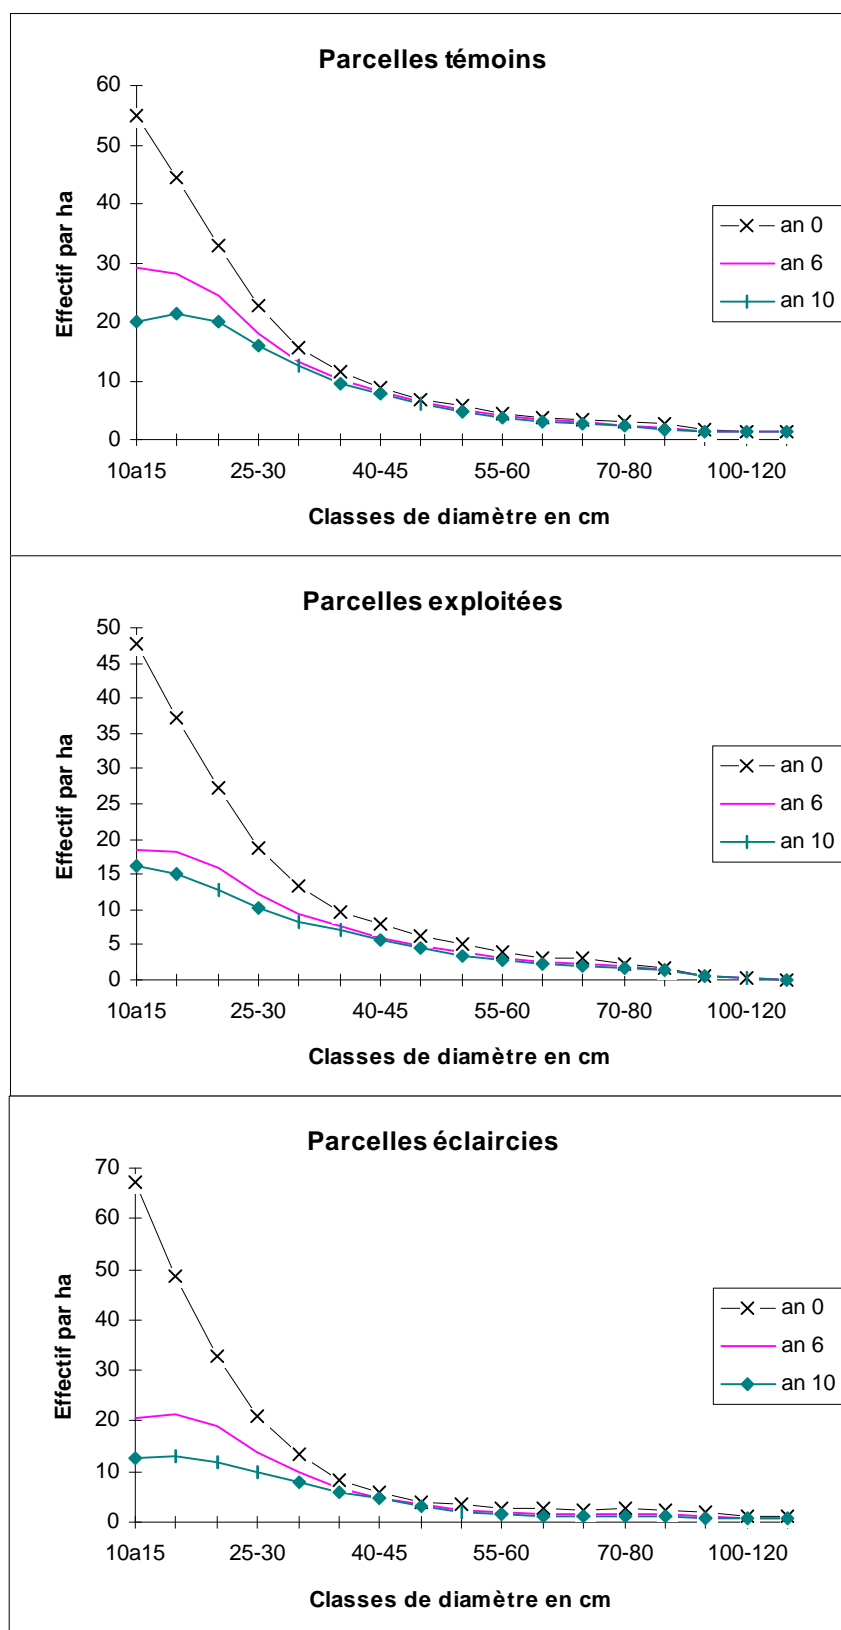 Parcelles témoins
60
50
40
30
20
10
0
Effectif par ha
10a15 25-30 40-45 55-60 70-80 100-120
Classes de diamètre en cm
an 0
an 6
an 10
Parcelles exploitées
50
45
40
35
30
25
20
15
10
5
0
Effectif par ha
10a15 25-30 40-45 55-60 70-80 100-120
Classes de diamètre en cm
an 0
an 6
an 10
Parcelles éclaircies
70
60
50
40
30
20
10
0
Effectif par ha
10a15 25-30 40-45 55-60 70-80 100-120
Classes de diamètre en cm
an 0
an 6
an 10